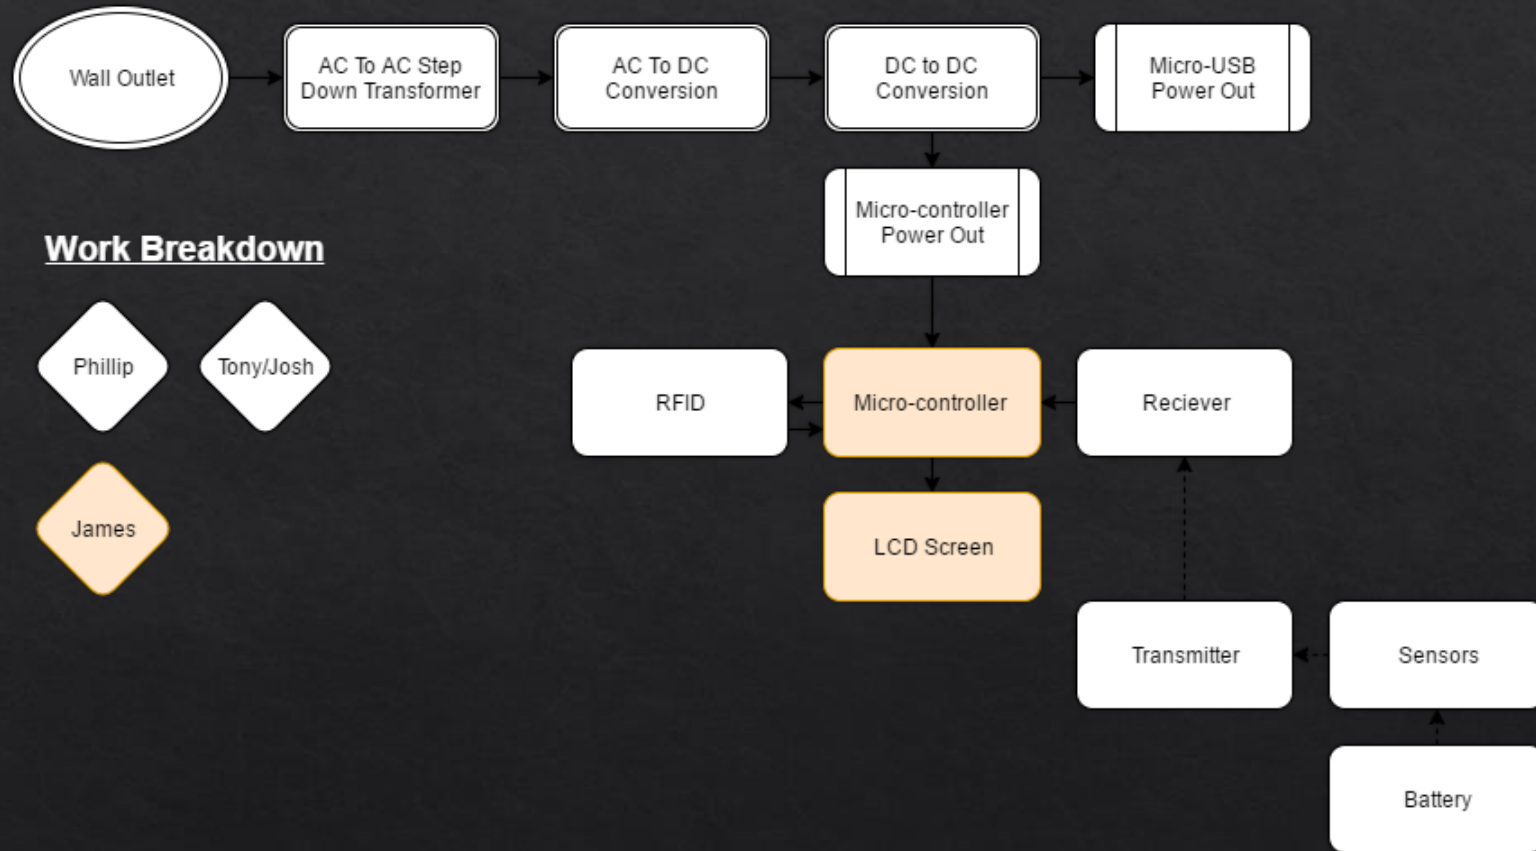 Wall Outlet
AC To AC Step
Down Transformer
AC To DC
Conversion
DC to DC
Conversion
Micro-USB
Power Out
Micro-controller
Power Out
Work Breakdown
Phillip
Tony/Josh
RFID
Micro-controller
Reciever
James
LCD Screen
Transmitter
Sensors
Battery